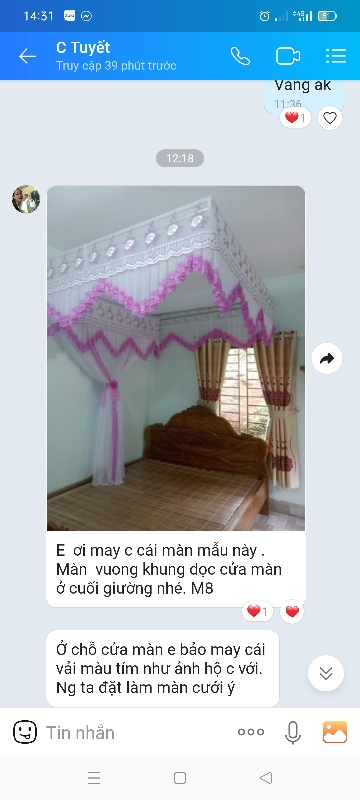 14:31
C Tuyết
Truy cập 39 phút trước
Vâng ak
11:36
1
12:18
E ơi may c cái màn mẫu này .
Màn vuong khung dọc cửa màn
ở cuối giường nhé. M8
1
Ở chỗ cửa màn e bảo may cái
vải màu tím như ảnh hộ c với.
Ng ta đặt làm màn cưới ý
Tin nhắn